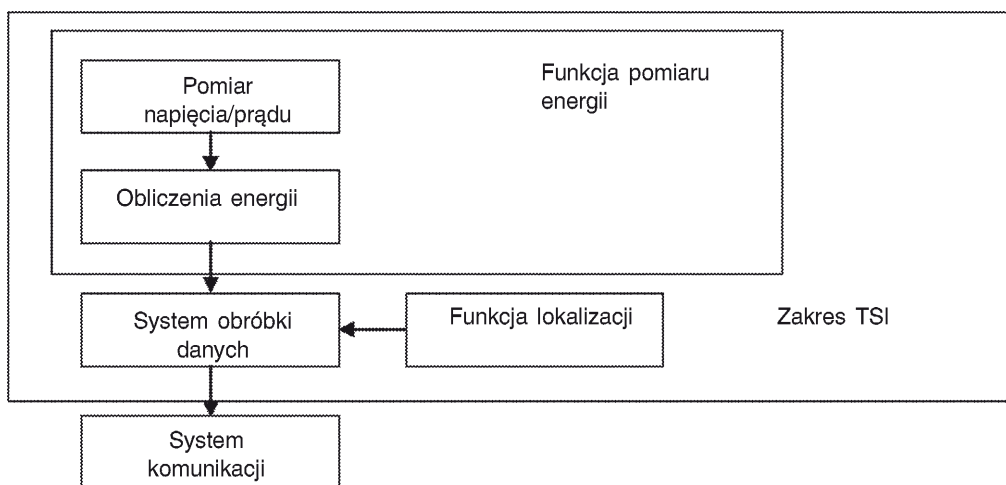 Pomiar
napięcia/prądu
Funkcja pomiaru
energii
Obliczenia energii
System obróbki
danych
Funkcja lokalizacji
Zakres TSI
System
komunikacji